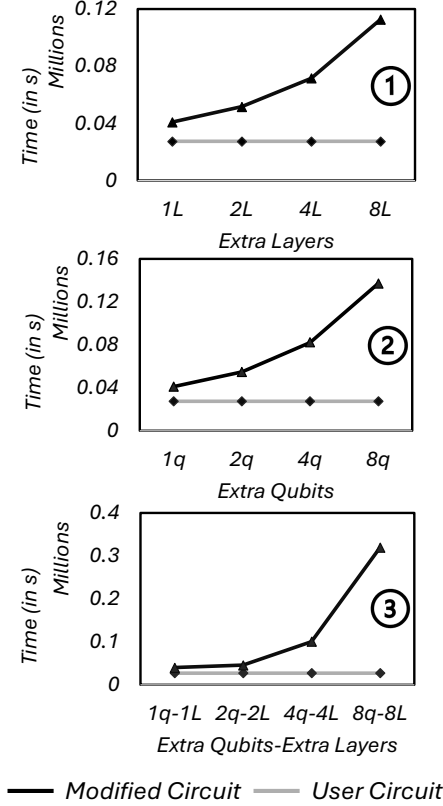 0.12
0.08
0.04
0
Time (in s)
Millions
1
1L 2L 4L 8L
Extra Layers
0.16
0.12
0.08
0.04
0
Time (in s)
Millions
2
1q 2q 4q 8q
Extra Qubits
0.4
0.3
0.2
0.1
0
Time (in s)
Millions
3
1q-1L 2q-2L 4q-4L 8q-8L
Extra Qubits-Extra Layers
Modified Circuit User Circuit